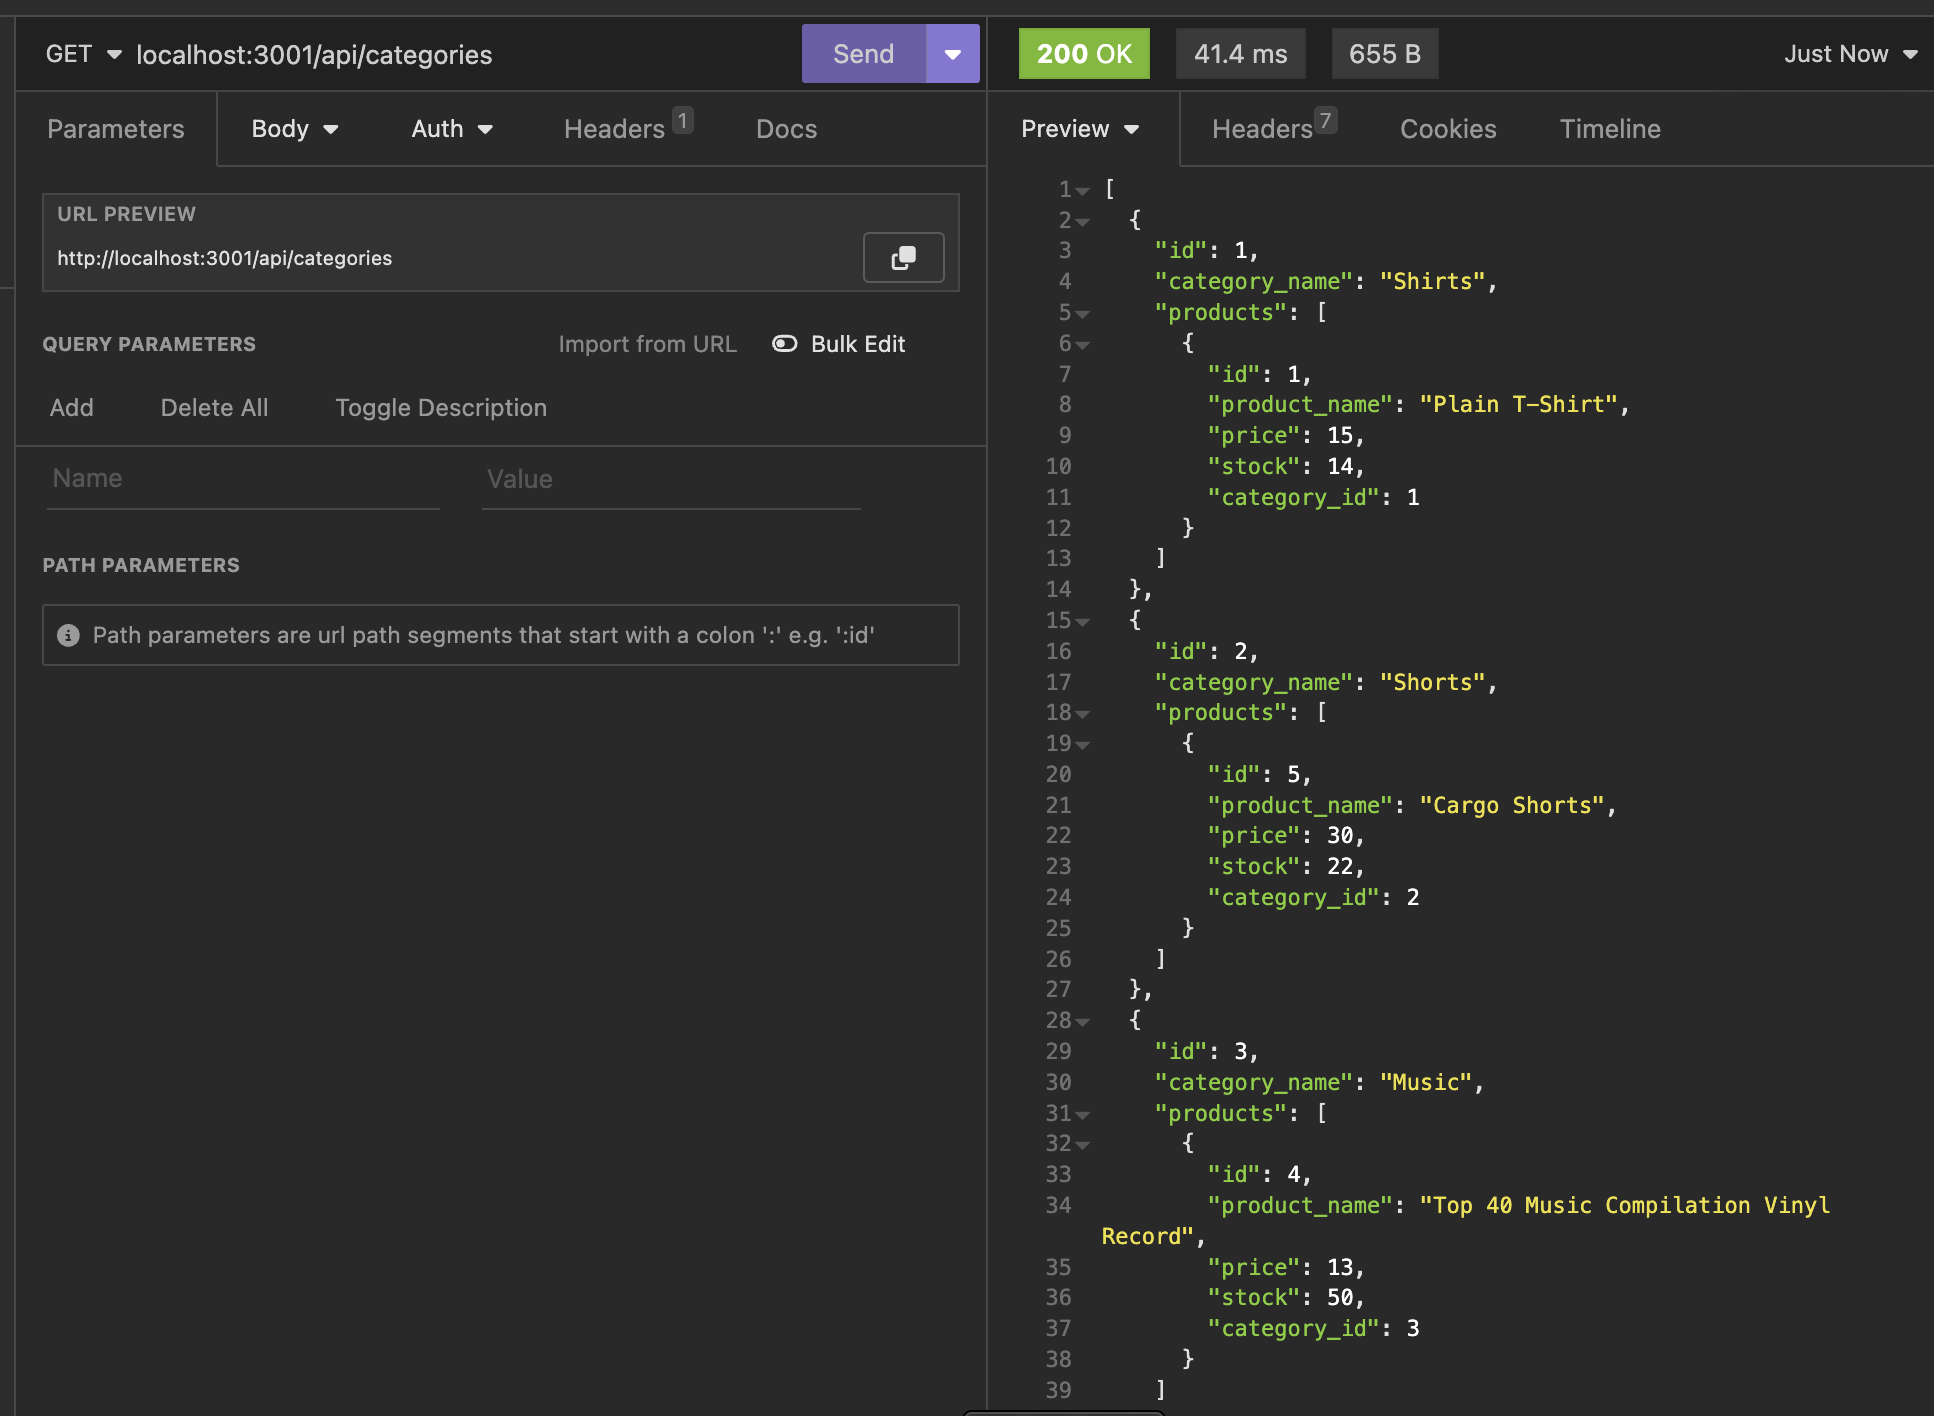 GET localhost:3001/api/categories Send
200 OK 41.4 ms 655 B Just Now
Parameters Body Auth Headers 1 Docs
URL PREVIEW
http://localhost:3001/api/categories
QUERY PARAMETERS Import from URL Bulk Edit
Add Delete All Toggle Description
Name Value
PATH PARAMETERS
Path parameters are url path segments that start with a colon ':' e.g. ':id'
Preview Headers 7 Cookies Timeline
1 [
2 {
3 "id": 1,
4 "category_name": "Shirts",
5 "products": [
6 {
7 "id": 1,
8 "product_name": "Plain T-Shirt",
9 "price": 15,
10 "stock": 14,
11 "category_id": 1
12 }
13 ]
14 },
15 {
16 "id": 2,
17 "category_name": "Shorts",
18 "products": [
19 {
20 "id": 5,
21 "product_name": "Cargo Shorts",
22 "price": 30,
23 "stock": 22,
24 "category_id": 2
25 }
26 ]
27 },
28 {
29 "id": 3,
30 "category_name": "Music",
31 "products": [
32 {
33 "id": 4,
34 "product_name": "Top 40 Music Compilation Vinyl
Record",
35 "price": 13,
36 "stock": 50,
37 "category_id": 3
38 }
39 ]